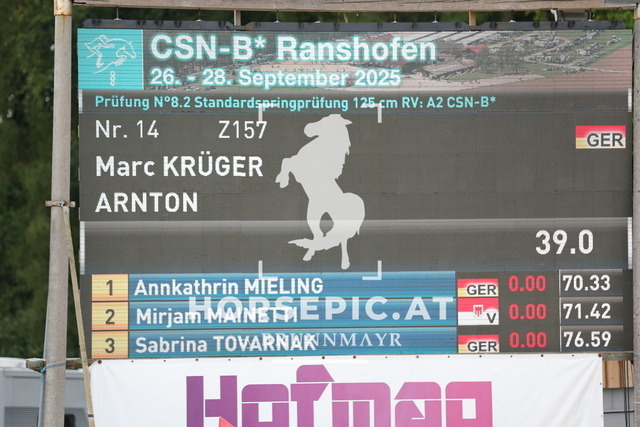 CSN-B* Ranshofen
26. - 28. September 2025
Prüfung N°8.2 Standardspringprüfung 125 cm RV: A2 CSN-B*
Nr. 14 Z157
GER
Marc KRÜGER
ARNTON
39.0
1 Annkathrin MIELING GER 0.00 70.33
HORSEPIC.AT
2 Mirjam MAINETTI V 0.00 71.42
3 Sabrina TOVARNAK GER 0.00 76.59
Hofmag